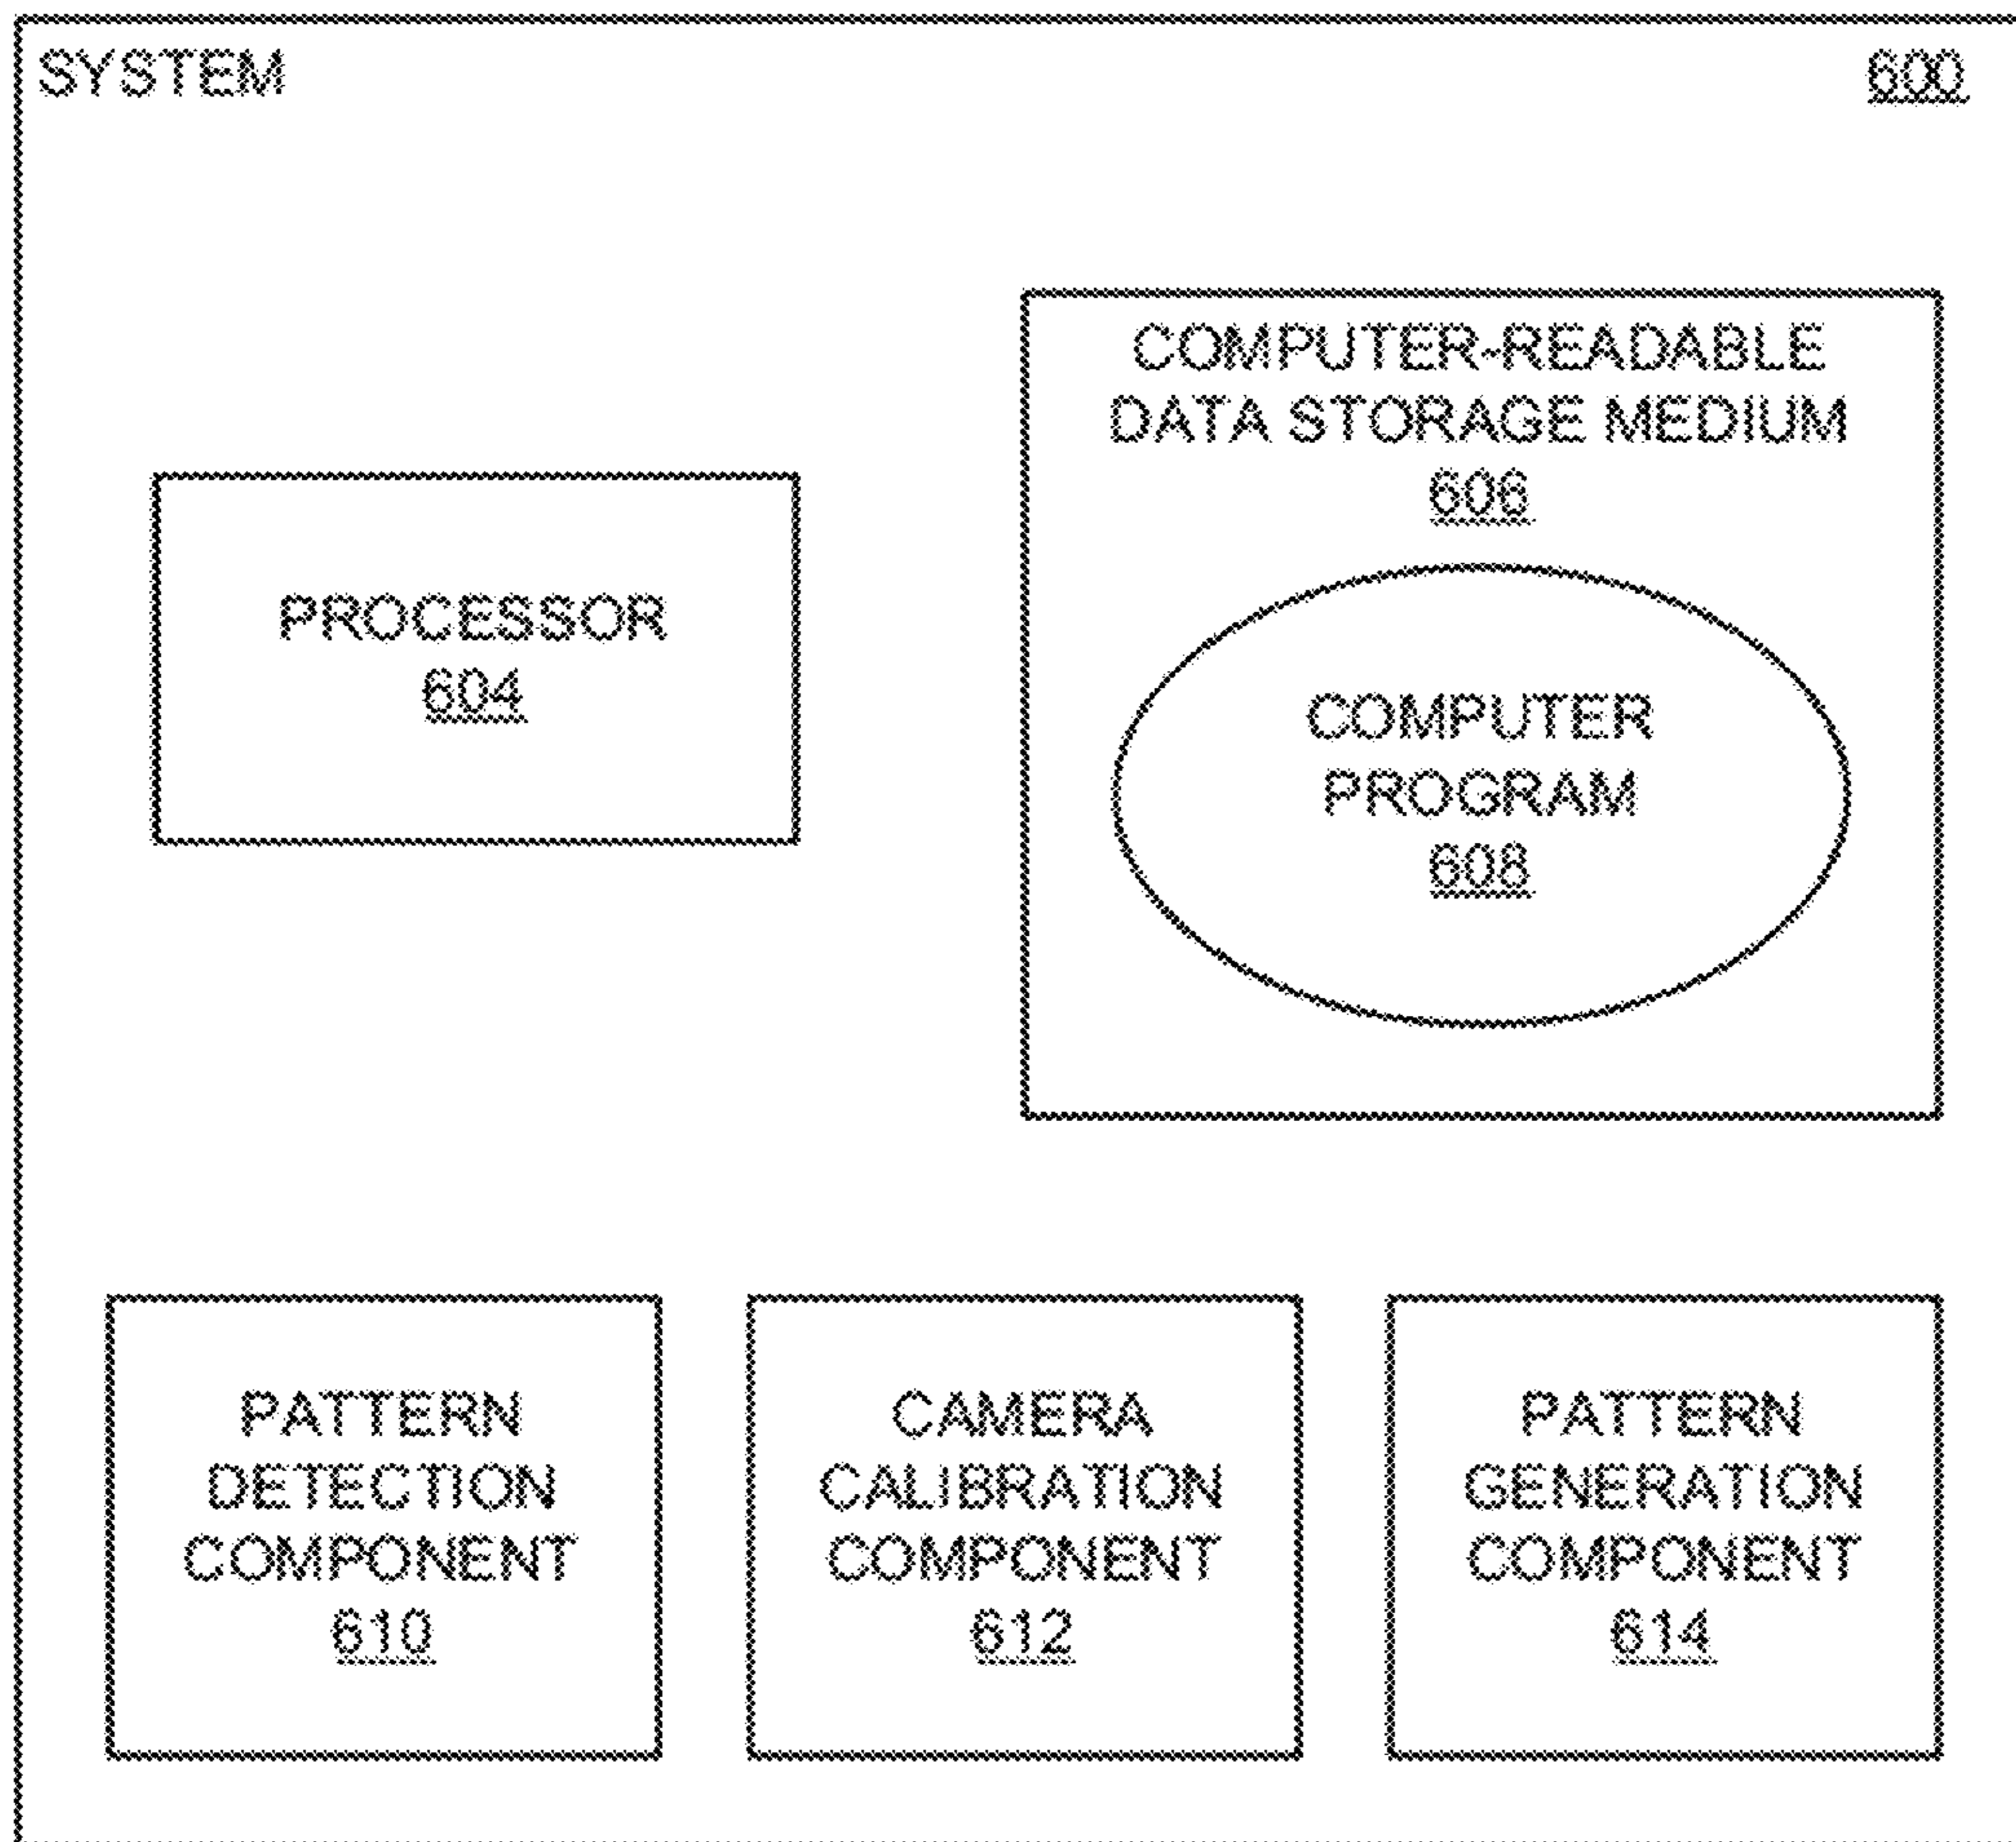 SYSTEM 600
COMPUTER-READABLE
DATA STORAGE MEDIUM
606
PROCESSOR
604
COMPUTER
PROGRAM
608
PATTERN
DETECTION
COMPONENT
610
CAMERA
CALIBRATION
COMPONENT
612
PATTERN
GENERATION
COMPONENT
614